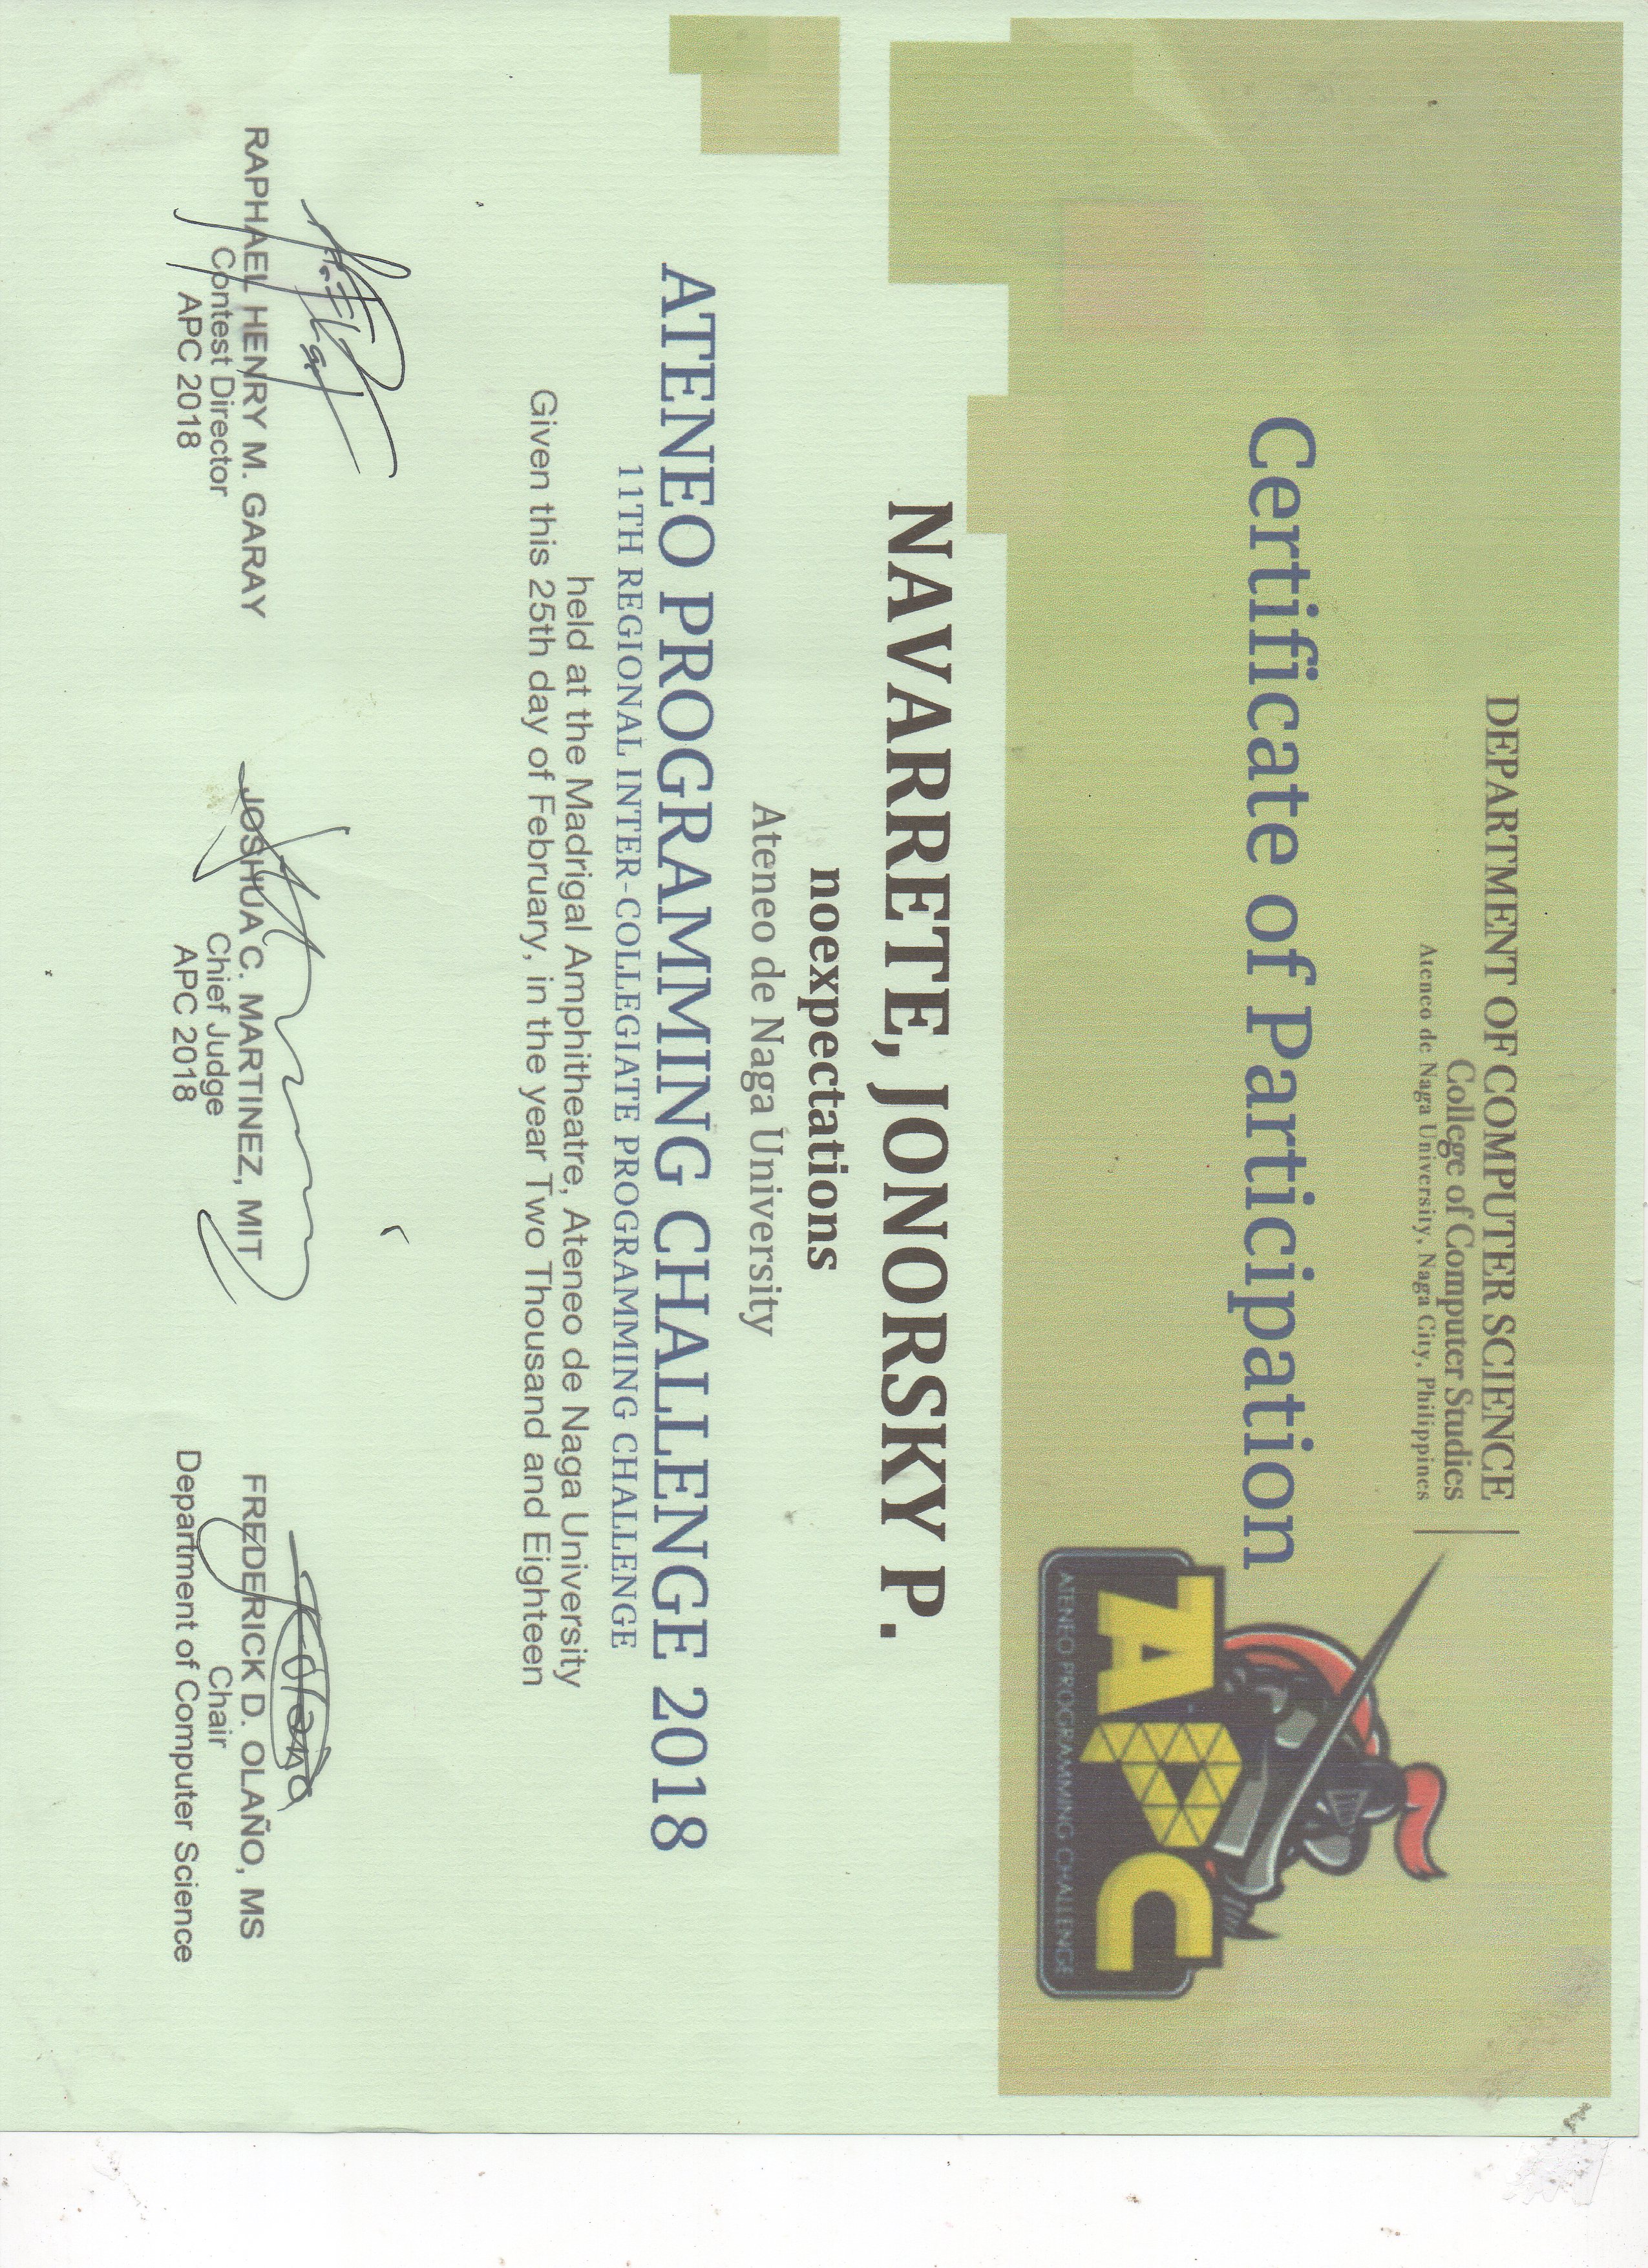 DEPARTMENT OF COMPUTER SCIENCE
College of Computer Studies
Ateneo de Naga University, Naga City, Philippines
Certificate of Participation
APC
ATENEO PROGRAMMING CHALLENGE
NAVARRETE, JONORSKY P.
noexpectations
Ateneo de Naga University
ATENEO PROGRAMMING CHALLENGE 2018
11TH REGIONAL INTER-COLLEGIATE PROGRAMMING CHALLENGE
held at the Madrigal Amphitheatre, Ateneo de Naga University
Given this 25th day of February, in the year Two Thousand and Eighteen
RAPHAEL HENRY M. GARAY
Contest Director
APC 2018
JOSHUA C. MARTINEZ, MIT
Chief Judge
APC 2018
FREDERICK D. OLAÑO, MS
Chair
Department of Computer Science